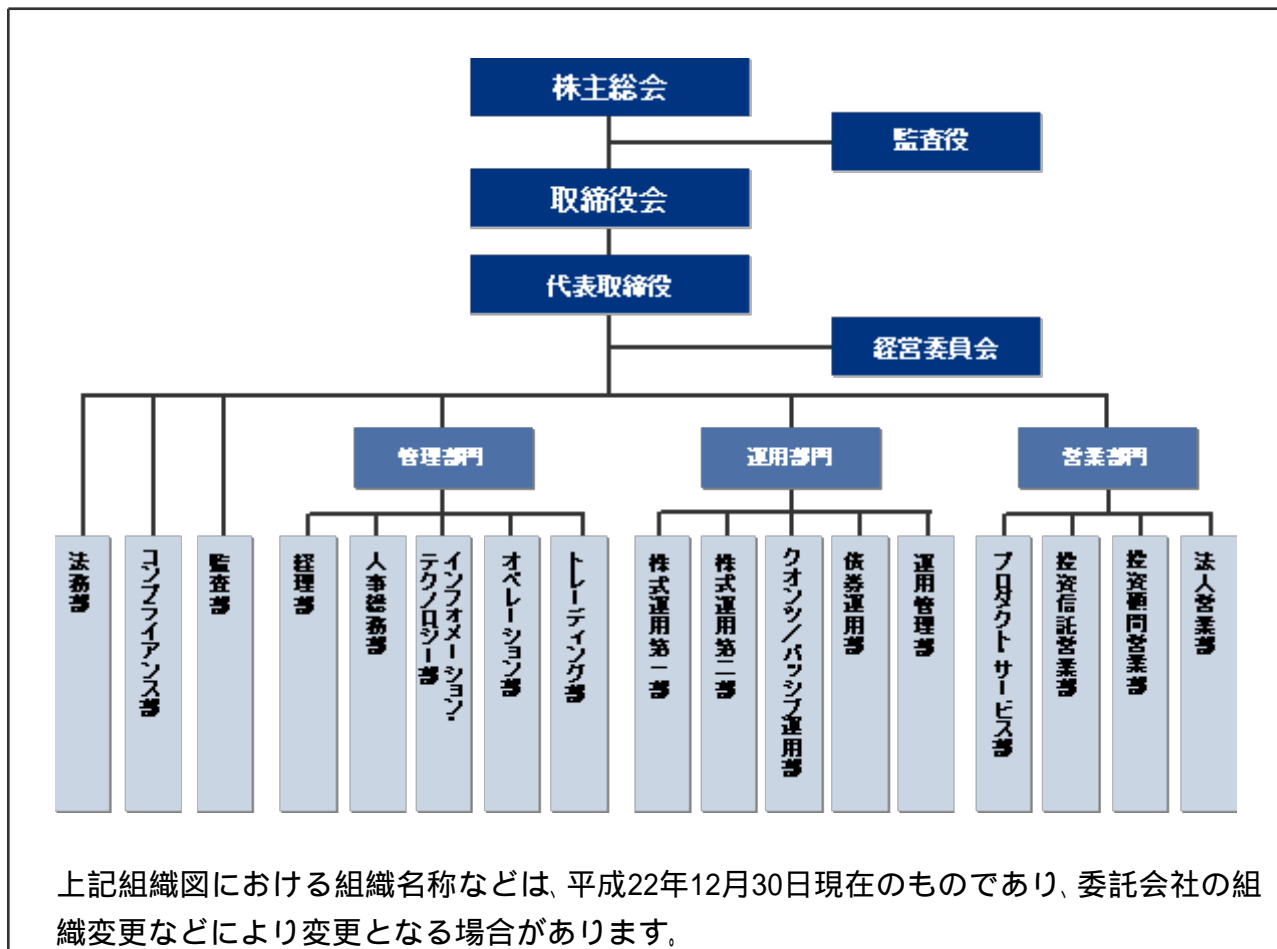 株主総会
監査役
取締役会
代表取締役
経営委員会
管理部門
運用部門
営業部門
法務部
コンプライアンス部
監査部
経理部
人事総務部
インフォメーション・
テクノロジー部
オペレーション部
トレーディング部
株式運用第一部
株式運用第二部
クオンツ／パッシブ運用部
債券運用部
運用管理部
プロダクト・サービス部
投資信託営業部
投資顧問営業部
法人営業部
上記組織図における組織名称などは、平成22年12月30日現在のものであり、委託会社の組
織変更などにより変更となる場合があります。